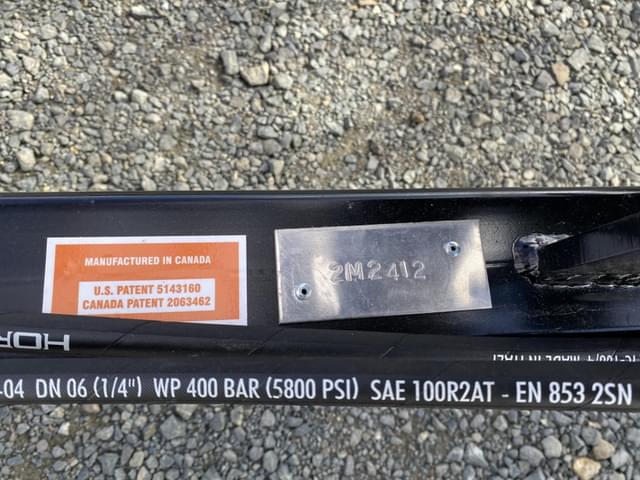 MANUFACTURED IN CANADA
U.S. PATENT 5143160
CANADA PATENT 2063462
2M2412
HOR
-04 DN 06 (1/4") WP 400 BAR (5800 PSI) SAE 100R2AT - EN 853 2SN